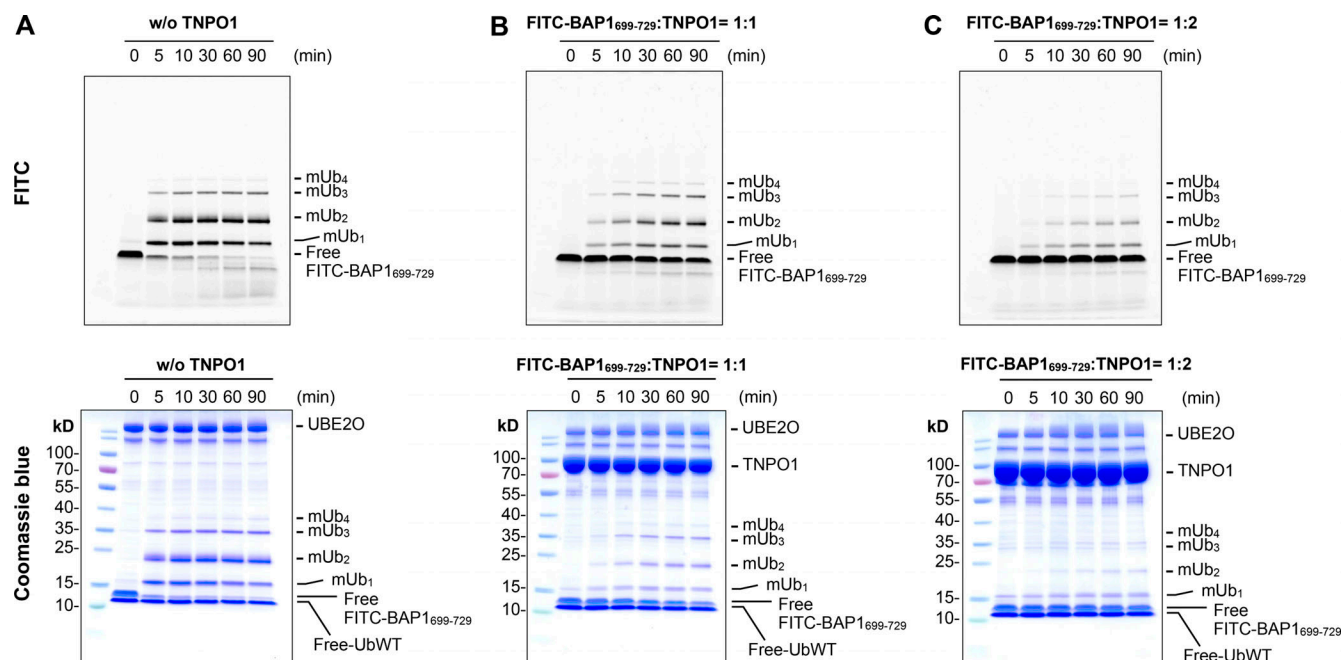 A
w/o TNPO1
0 5 10 30 60 90 (min)
FITC
mUb₄
mUb₃
mUb₂
mUb₁
Free
FITC-BAP1₆₉₉₋₇₂₉
B
FITC-BAP1₆₉₉₋₇₂₉:TNPO1= 1:1
0 5 10 30 60 90 (min)
mUb₄
mUb₃
mUb₂
mUb₁
Free
FITC-BAP1₆₉₉₋₇₂₉
C
FITC-BAP1₆₉₉₋₇₂₉:TNPO1= 1:2
0 5 10 30 60 90 (min)
mUb₄
mUb₃
mUb₂
mUb₁
Free
FITC-BAP1₆₉₉₋₇₂₉
w/o TNPO1
0 5 10 30 60 90 (min)
Coomassie blue
kD
100-
70-
55-
40-
35-
25-
15-
10-
UBE2O
mUb₄
mUb₃
mUb₂
mUb₁
Free
FITC-BAP1₆₉₉₋₇₂₉
Free-UbWT
FITC-BAP1₆₉₉₋₇₂₉:TNPO1= 1:1
0 5 10 30 60 90 (min)
kD
100-
70-
55-
40-
35-
25-
15-
10-
UBE2O
TNPO1
mUb₄
mUb₃
mUb₂
mUb₁
Free
FITC-BAP1₆₉₉₋₇₂₉
Free-UbWT
FITC-BAP1₆₉₉₋₇₂₉:TNPO1= 1:2
0 5 10 30 60 90 (min)
kD
100-
70-
55-
40-
35-
25-
15-
10-
UBE2O
TNPO1
mUb₄
mUb₃
mUb₂
mUb₁
Free
FITC-BAP1₆₉₉₋₇₂₉
Free-UbWT